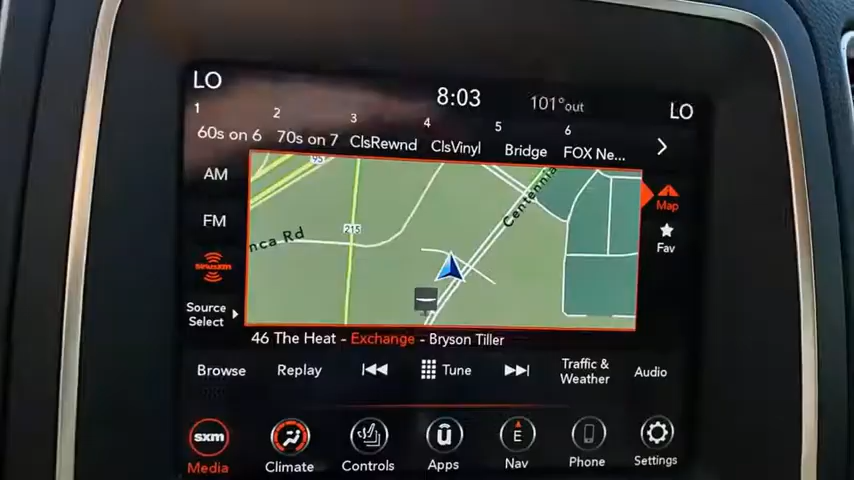 LO
8:03
101°out
LO
1
2
3
4
5
6
60s on 6
70s on 7
ClsRewnd
ClsVinyl
Bridge
FOX Ne...
AM
FM
siriusxm
Source
Select
95
215
nca Rd
Centennia
Map
Fav
46 The Heat - Exchange - Bryson Tiller
Browse
Replay
Tune
Traffic &
Weather
Audio
sxm
E
Media
Climate
Controls
Apps
Nav
Phone
Settings